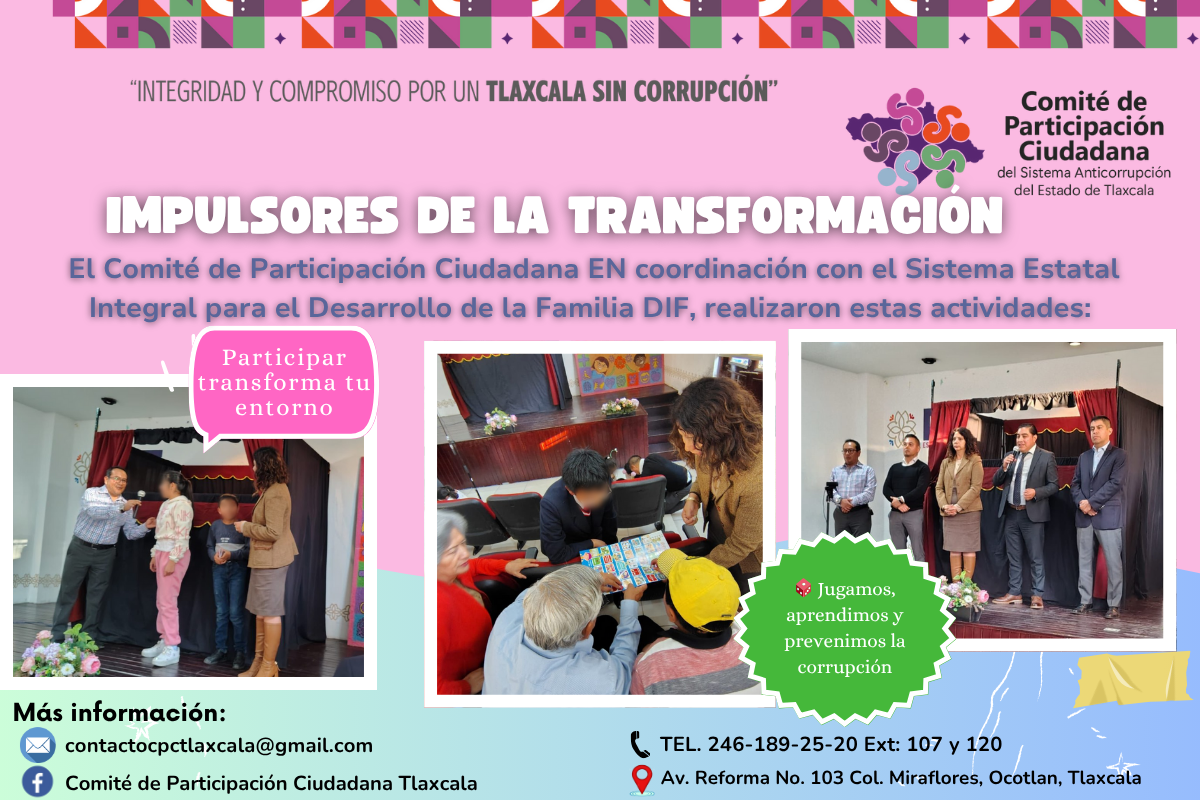 “INTEGRIDAD Y COMPROMISO POR UN TLAXCALA SIN CORRUPCIÓN”
Comité de
Participación
Ciudadana
del Sistema Anticorrupción
del Estado de Tlaxcala
IMPULSORES DE LA TRANSFORMACIÓN
El Comité de Participación Ciudadana EN coordinación con el Sistema Estatal
Integral para el Desarrollo de la Familia DIF, realizaron estas actividades:
Participar
transforma tu
entorno
Jugamos,
aprendimos y
prevenimos la
corrupción
Más información:
contactocpctlaxcala@gmail.com
Comité de Participación Ciudadana Tlaxcala
TEL. 246-189-25-20 Ext: 107 y 120
Av. Reforma No. 103 Col. Miraflores, Ocotlan, Tlaxcala